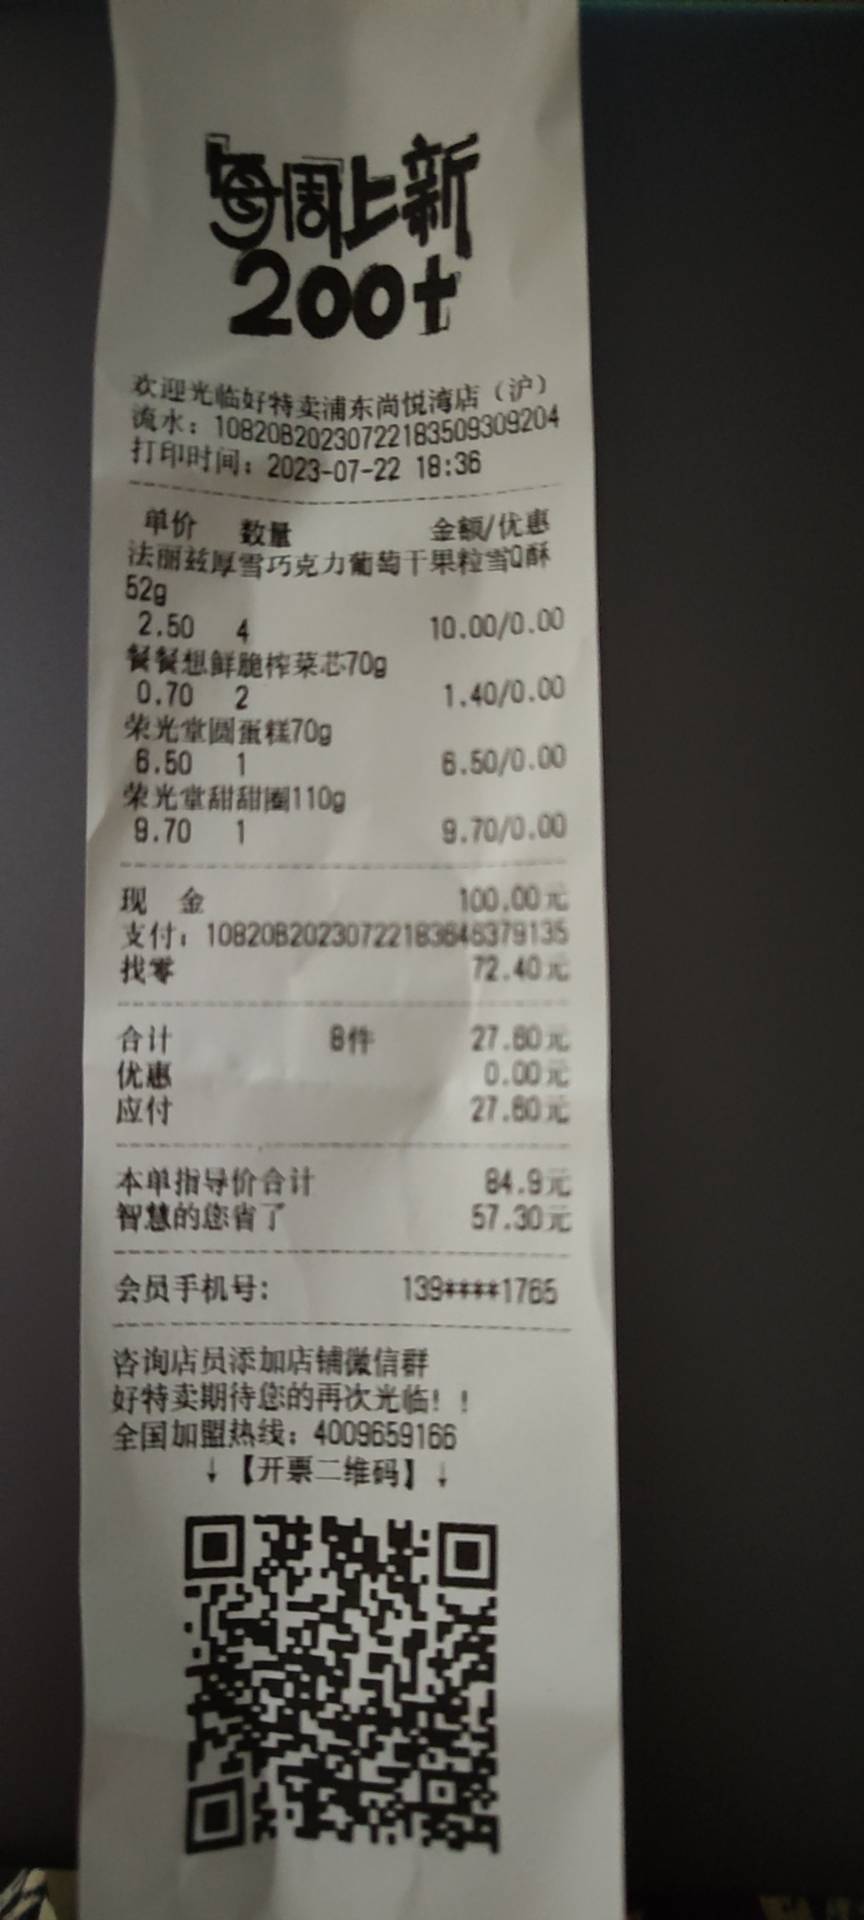 每周上新
200+
欢迎光临好特卖浦东尚悦湾店（沪）
流水：10820820230722183509309204
打印时间：2023-07-22 18:36
单价 数量 金额/优惠
法丽兹厚雪巧克力葡萄干果粒雪Q酥
52g
2.50 4 10.00/0.00
餐餐想鲜脆榨菜芯70g
0.70 2 1.40/0.00
荣光堂圆蛋糕70g
6.50 1 6.50/0.00
荣光堂甜甜圈110g
9.70 1 9.70/0.00
现 金 100.00元
支付：10820820230722183646379135
找零 72.40元
合计 8件 27.60元
优惠 0.00元
应付 27.60元
本单指导价合计 84.9元
智慧的您省了 57.30元
会员手机号: 139****1765
咨询店员添加店铺微信群
好特卖期待您的再次光临！！
全国加盟热线：4009659166
↓【开票二维码】↓